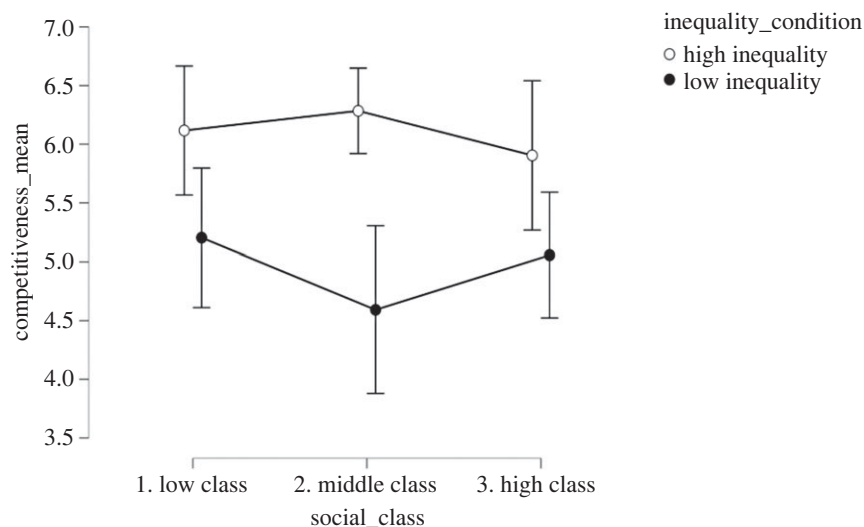 inequality_condition
high inequality
low inequality
competitiveness_mean
7.0
6.5
6.0
5.5
5.0
4.5
4.0
3.5
1. low class 2. middle class 3. high class
social_class